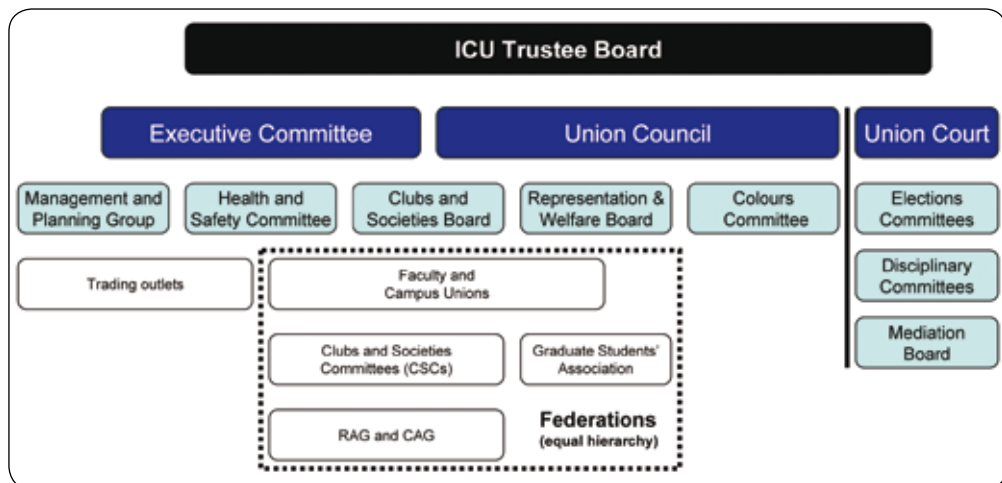 ICU Trustee Board
Executive Committee
Union Council
Union Court
Management and
Planning Group
Health and
Safety Committee
Clubs and
Societies Board
Representation &
Welfare Board
Colours
Committee
Elections
Committees
Trading outlets
Faculty and
Campus Unions
Disciplinary
Committees
Clubs and Societies
Committees (CSCs)
Graduate Students'
Association
Mediation
Board
RAG and CAG
Federations
(equal hierarchy)